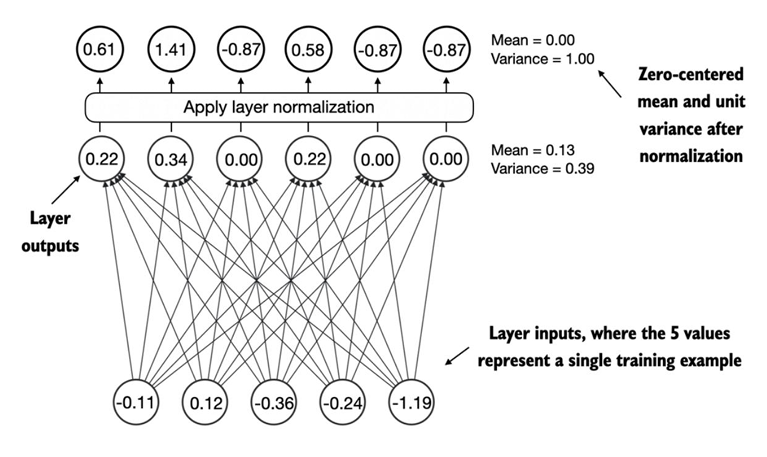 0.61 1.41 -0.87 0.58 -0.87 -0.87
Mean = 0.00
Variance = 1.00
Zero-centered
mean and unit
variance after
normalization
Apply layer normalization
0.22 0.34 0.00 0.22 0.00 0.00
Mean = 0.13
Variance = 0.39
Layer
outputs
Layer inputs, where the 5 values
represent a single training example
-0.11 0.12 -0.36 -0.24 -1.19